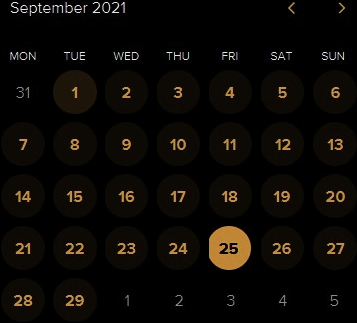 September 2021
MON TUE WED THU FRI SAT SUN
31 1 2 3 4 5 6
7 8 9 10 11 12 13
14 15 16 17 18 19 20
21 22 23 24 25 26 27
28 29 1 2 3 4 5